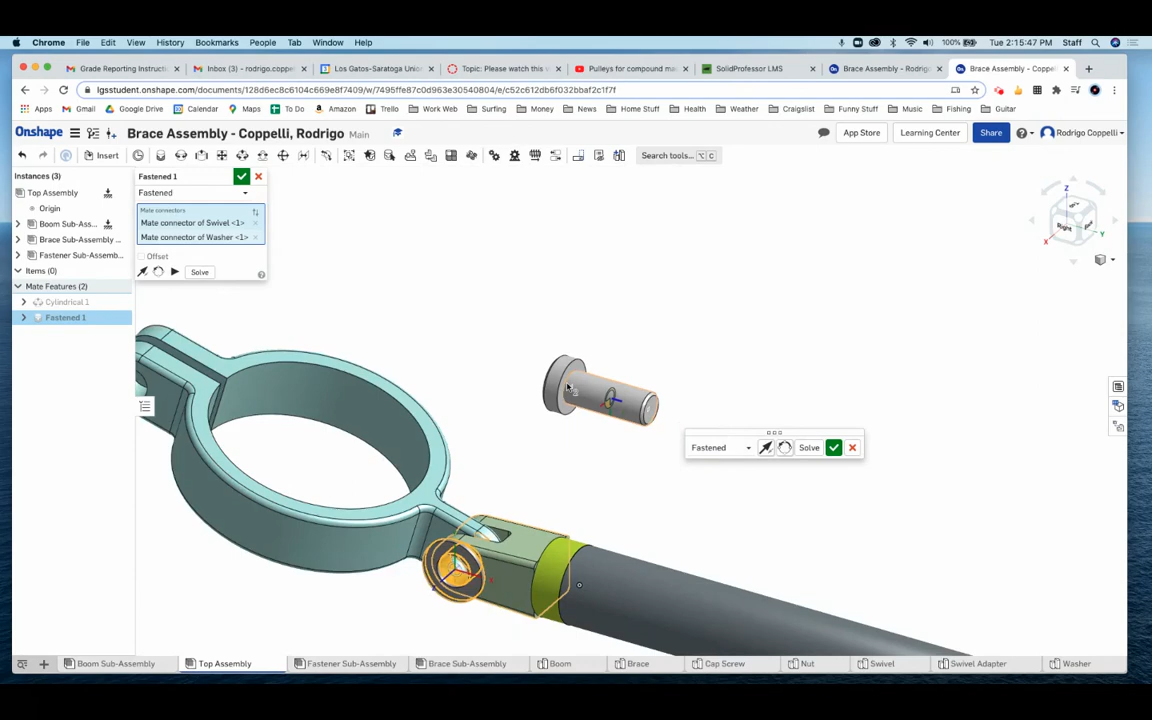 Chrome File Edit View History Bookmarks People Tab Window Help 100% Tue 2:15:47 PM Staff
Grade Reporting Instructi Inbox (3) - rodrigo.coppel Los Gatos-Saratoga Union Topic: Please watch this v Pulleys for compound ma SolidProfessor LMS Brace Assembly - Rodrig Brace Assembly - Coppell
lgsstudent.onshape.com/documents/128d6ec8c6104c669e8f7409/w/7495ffe87c0d963e30540804/e/c52c612db6f032bbaf2c1f7f
Apps Gmail Calendar Maps To Do Amazon Trello Work Web Surfing Money News Home Stuff Health Weather Craigslist Funny Stuff Music Fishing Guitar
Onshape Brace Assembly - Coppelli, Rodrigo Main App Store Learning Center Share Rodrigo Coppelli
Insert Search tools... C
Instances (3)
Top Assembly
Origin
Boom Sub-Ass...
Brace Sub-Assembly ...
Fastener Sub-Assemb...
Items (0)
Mate Features (2)
Cylindrical 1
Fastened 1
Fastened 1
Fastened
Mate connectors
Mate connector of Swivel <1>
Mate connector of Washer <1>
Offset
Solve
Z
Right
X
Y
Fastened Solve
Boom Sub-Assembly Top Assembly Fastener Sub-Assembly Brace Sub-Assembly Boom Brace Cap Screw Nut Swivel Swivel Adapter Washer